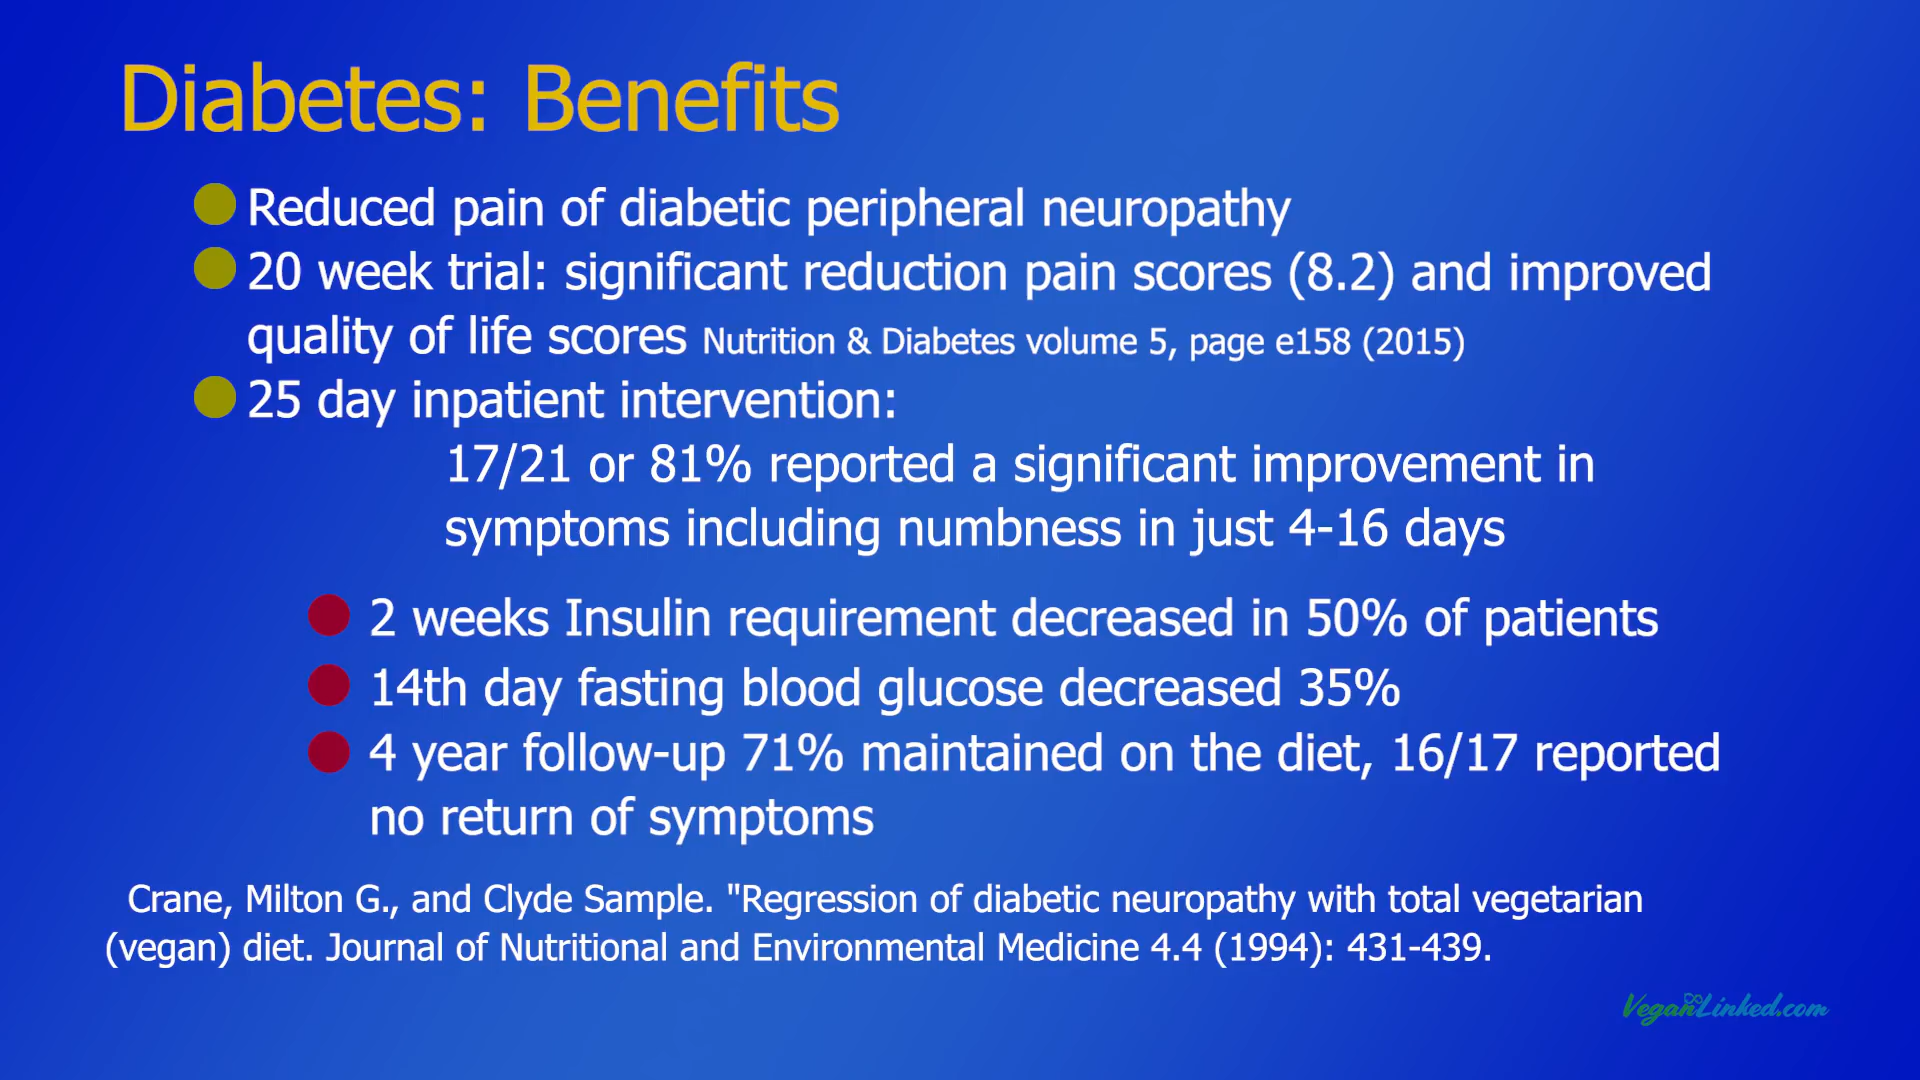 Diabetes: Benefits
Reduced pain of diabetic peripheral neuropathy
20 week trial: significant reduction pain scores (8.2) and improved
quality of life scores Nutrition & Diabetes volume 5, page e158 (2015)
25 day inpatient intervention:
17/21 or 81% reported a significant improvement in
symptoms including numbness in just 4-16 days
2 weeks Insulin requirement decreased in 50% of patients
14th day fasting blood glucose decreased 35%
4 year follow-up 71% maintained on the diet, 16/17 reported
no return of symptoms
Crane, Milton G., and Clyde Sample. "Regression of diabetic neuropathy with total vegetarian
(vegan) diet. Journal of Nutritional and Environmental Medicine 4.4 (1994): 431-439.
VeganLinked.com